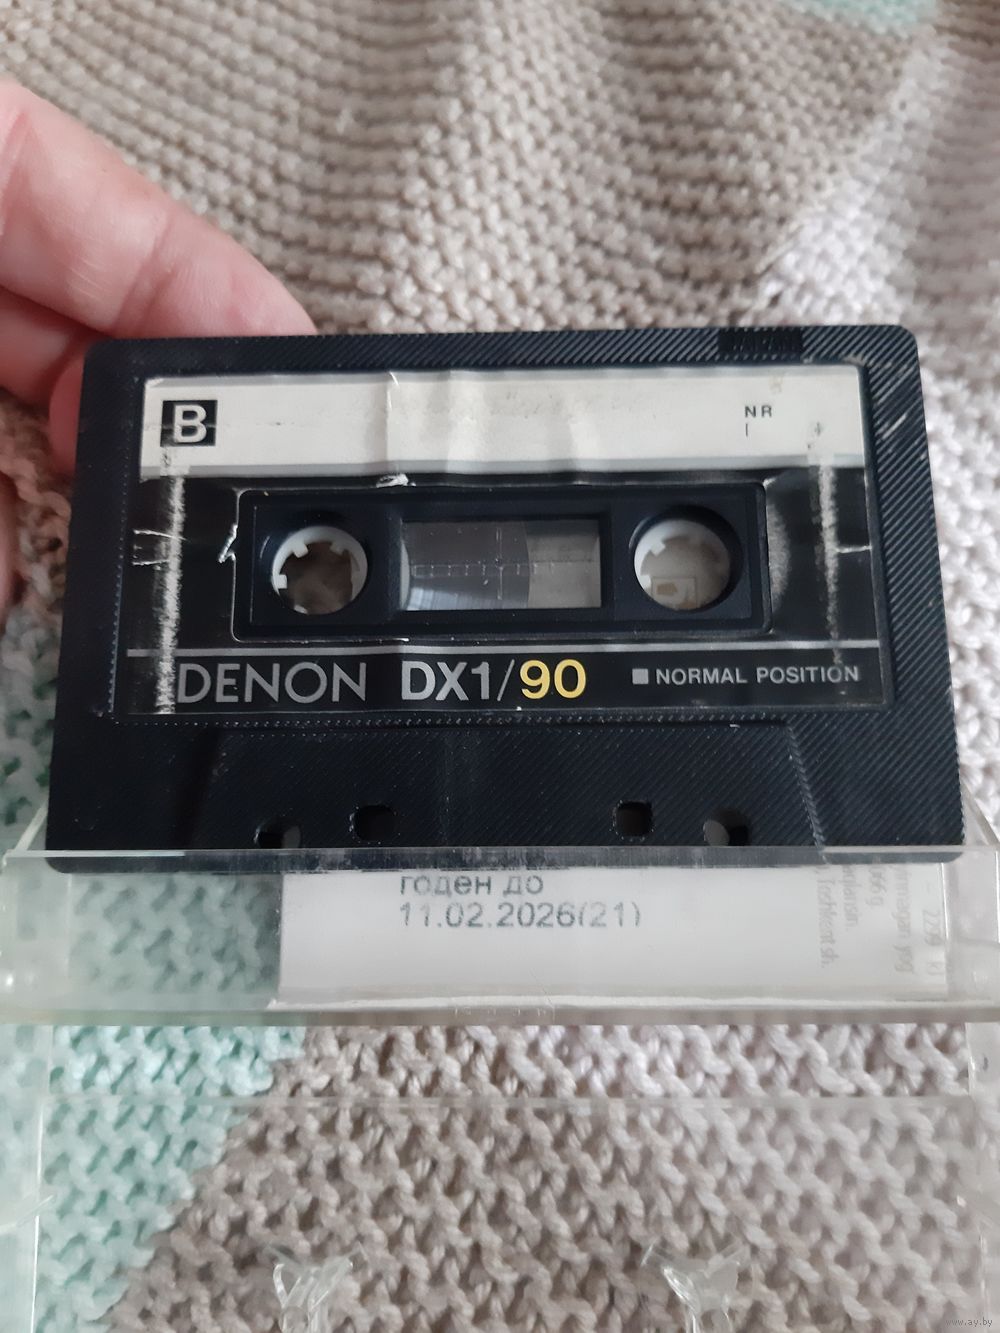 B
NR
DENON DX1/90 NORMAL POSITION
годен до
11.02.2026(21)
www.ay.by